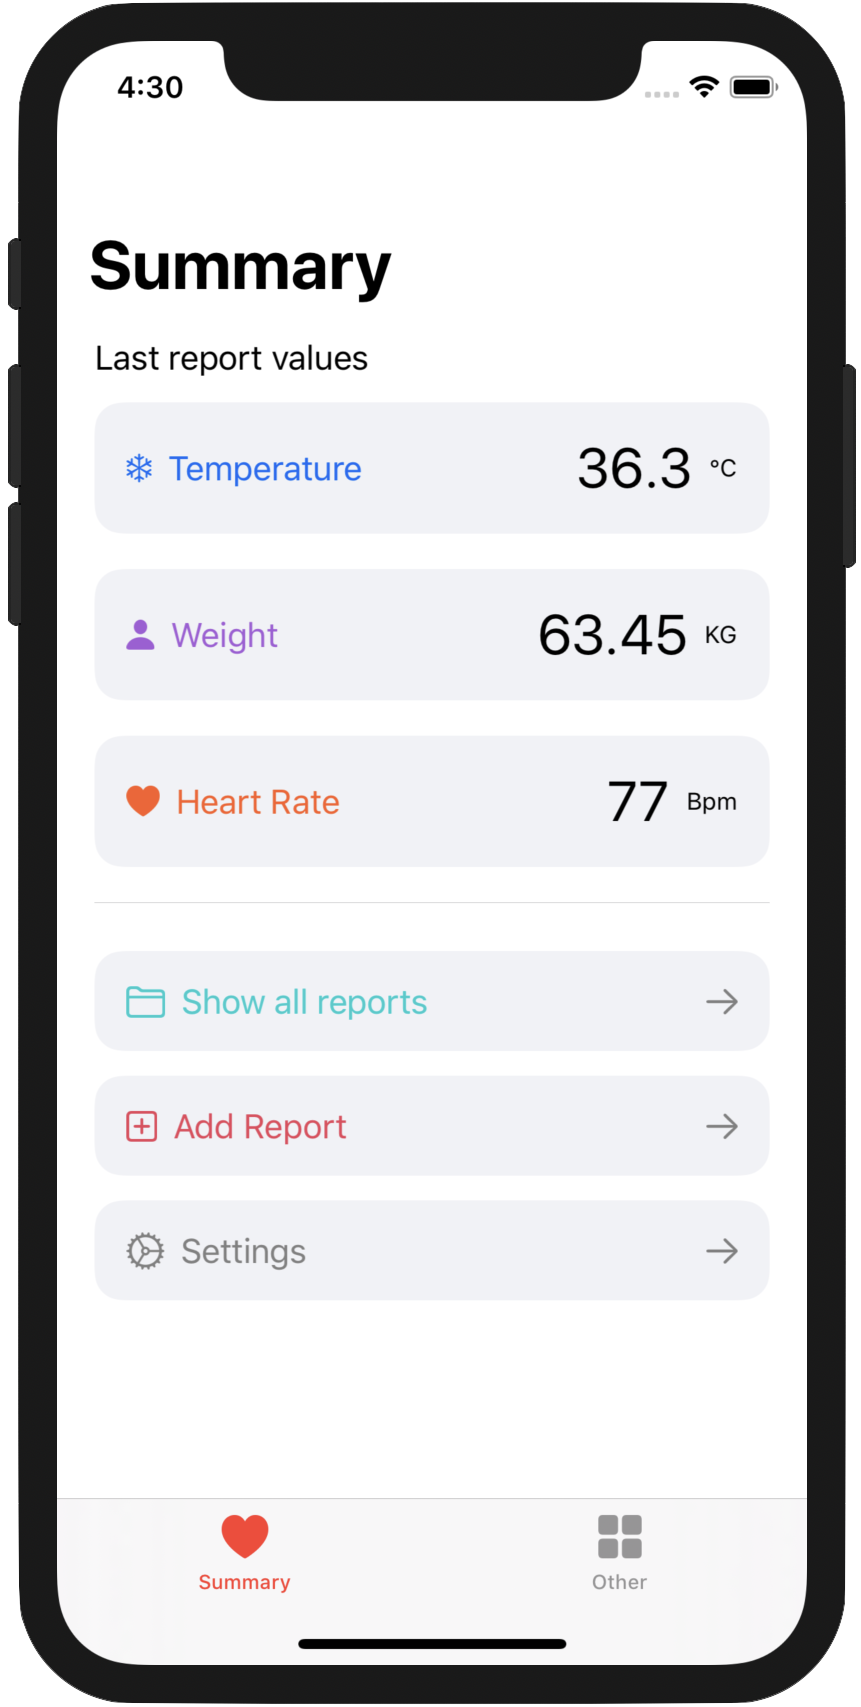 4:30
Summary
Last report values
Temperature 36.3 °C
Weight 63.45 KG
Heart Rate 77 Bpm
Show all reports
Add Report
Settings
Summary Other